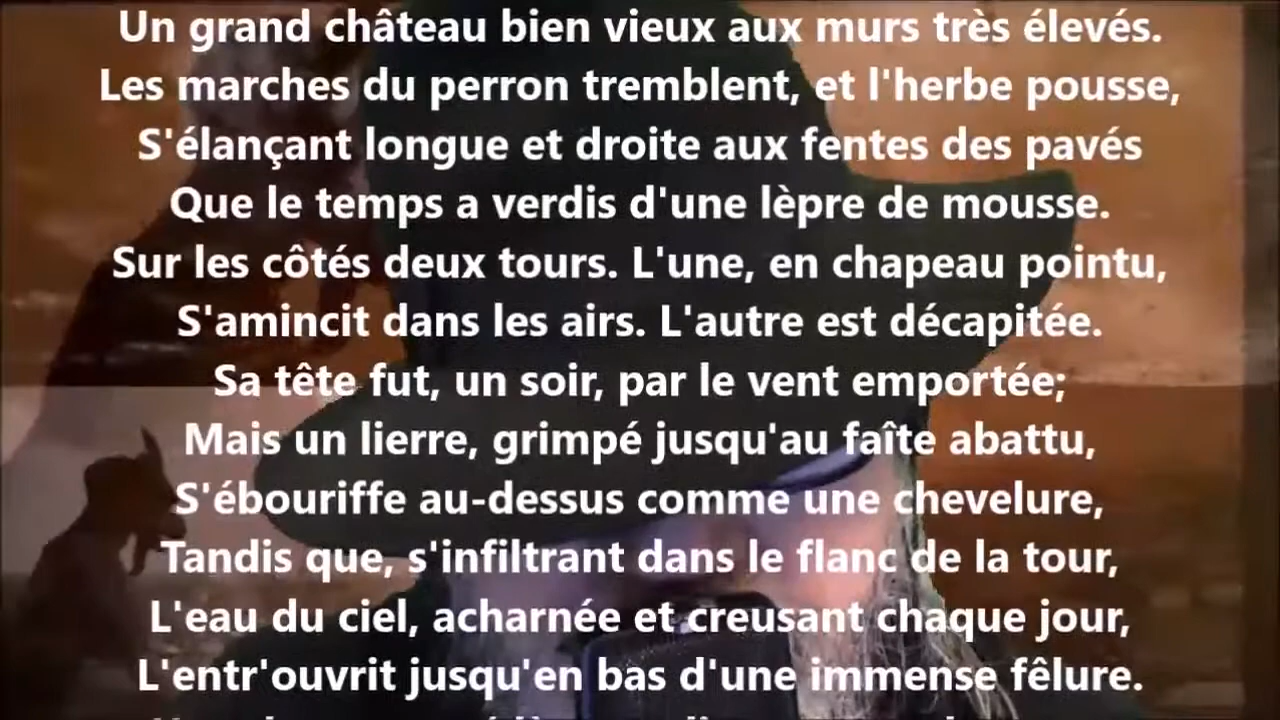 Un grand château bien vieux aux murs très élevés.
Les marches du perron tremblent, et l'herbe pousse,
S'élançant longue et droite aux fentes des pavés
Que le temps a verdis d'une lèpre de mousse.
Sur les côtés deux tours. L'une, en chapeau pointu,
S'amincit dans les airs. L'autre est décapitée.
Sa tête fut, un soir, par le vent emportée;
Mais un lierre, grimpé jusqu'au faîte abattu,
S'ébouriffe au-dessus comme une chevelure,
Tandis que, s'infiltrant dans le flanc de la tour,
L'eau du ciel, acharnée et creusant chaque jour,
L'entr'ouvrit jusqu'en bas d'une immense fêlure.